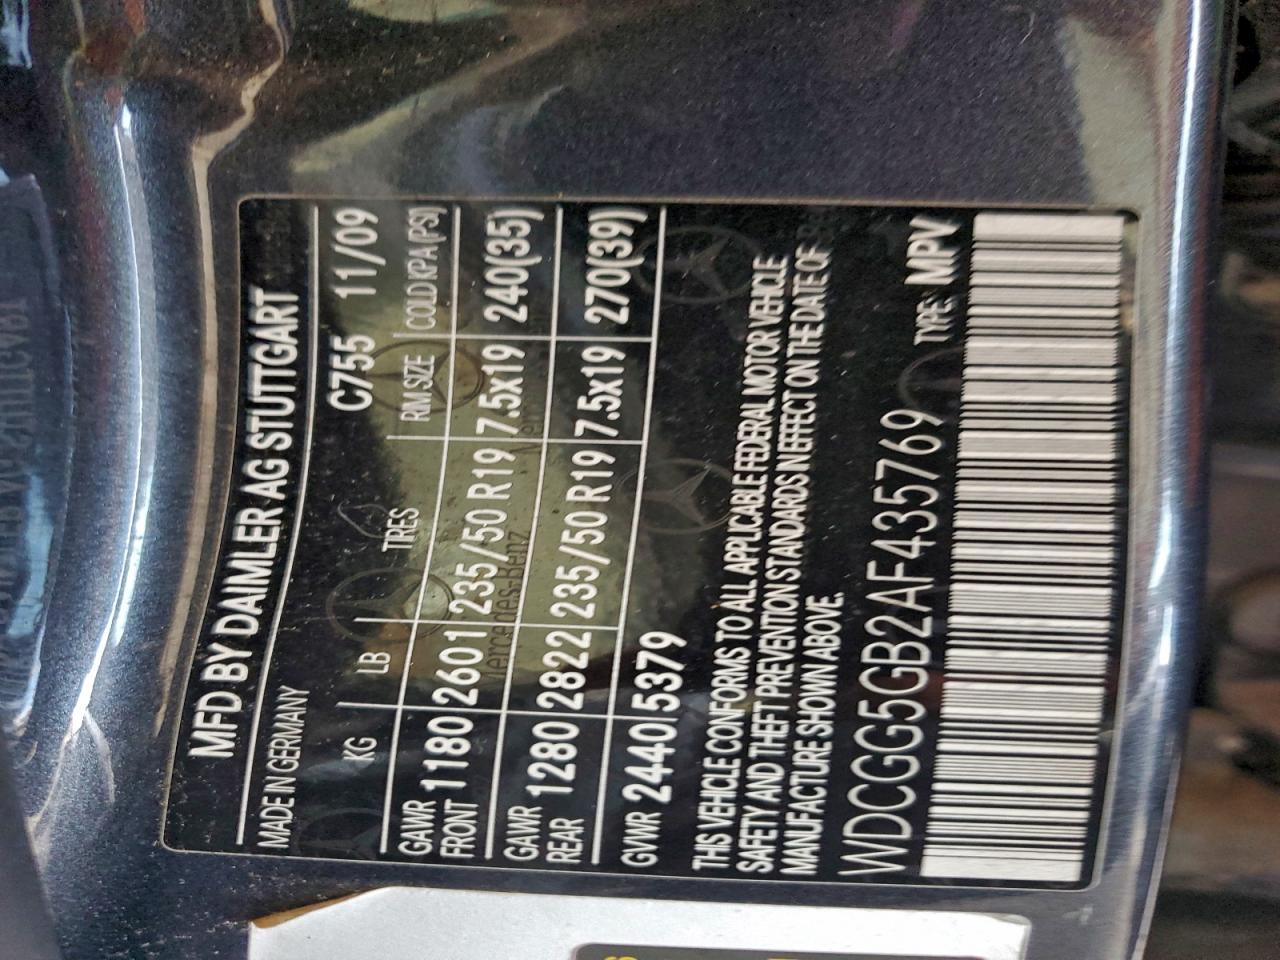 MFD BY DAIMLER AG STUTTGART
MADE IN GERMANY C755 11/09
KG LB TIRES RIM SIZE COLD KPA (PSI)
GAWR FRONT 1180 2601 235/50 R19 7.5x19 240(35)
GAWR REAR 1280 2822 235/50 R19 7.5x19 270(39)
GVWR 2440 5379
THIS VEHICLE CONFORMS TO ALL APPLICABLE FEDERAL MOTOR VEHICLE
SAFETY AND THEFT PREVENTION STANDARDS IN EFFECT ON THE DATE OF
MANUFACTURE SHOWN ABOVE.
WDCGG5GB2AF435769 TYPE: MPV
Mercedes-Benz